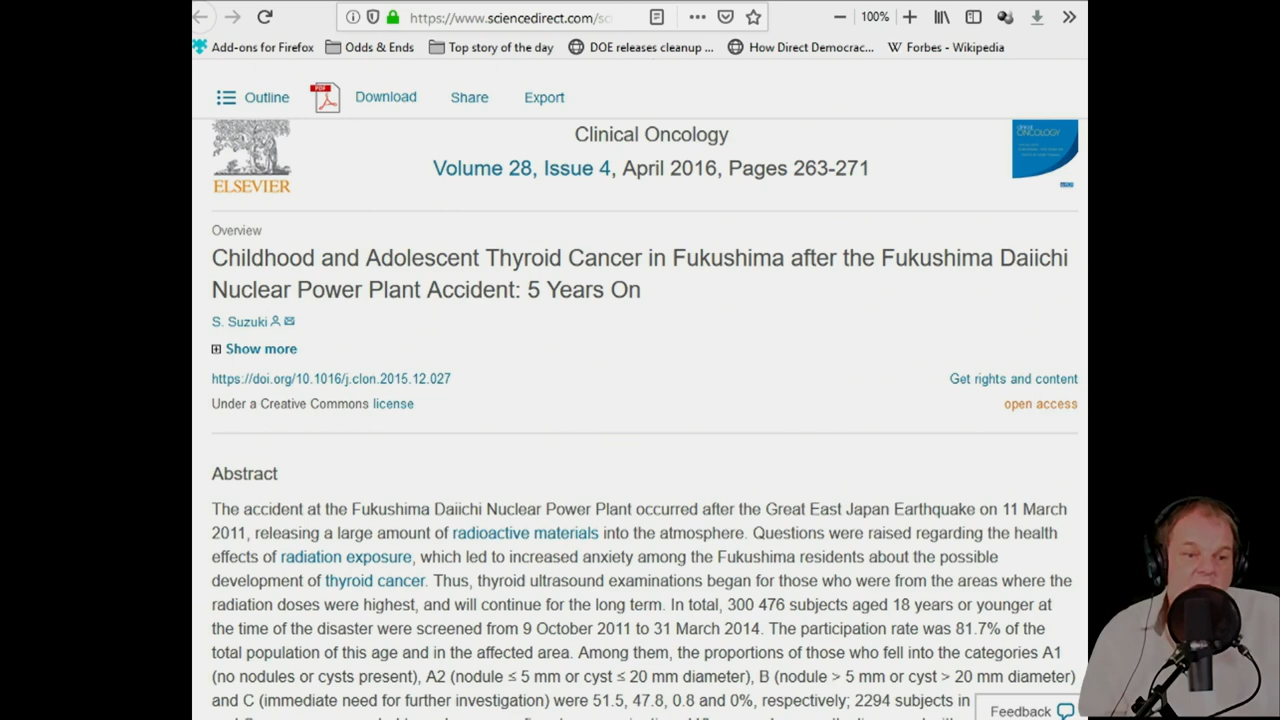 https://www.sciencedirect.com/sc
100%
Add-ons for Firefox Odds & Ends Top story of the day DOE releases cleanup ... How Direct Democrac... W Forbes - Wikipedia
Outline PDF Download Share Export
Clinical Oncology
Volume 28, Issue 4, April 2016, Pages 263-271
ELSEVIER
ONCOLOGY
Overview
Childhood and Adolescent Thyroid Cancer in Fukushima after the Fukushima Daiichi
Nuclear Power Plant Accident: 5 Years On
S. Suzuki
Show more
https://doi.org/10.1016/j.clon.2015.12.027
Get rights and content
Under a Creative Commons license
open access
Abstract
The accident at the Fukushima Daiichi Nuclear Power Plant occurred after the Great East Japan Earthquake on 11 March
2011, releasing a large amount of radioactive materials into the atmosphere. Questions were raised regarding the health
effects of radiation exposure, which led to increased anxiety among the Fukushima residents about the possible
development of thyroid cancer. Thus, thyroid ultrasound examinations began for those who were from the areas where the
radiation doses were highest, and will continue for the long term. In total, 300 476 subjects aged 18 years or younger at
the time of the disaster were screened from 9 October 2011 to 31 March 2014. The participation rate was 81.7% of the
total population of this age and in the affected area. Among them, the proportions of those who fell into the categories A1
(no nodules or cysts present), A2 (nodule ≤ 5 mm or cyst ≤ 20 mm diameter), B (nodule > 5 mm or cyst > 20 mm diameter)
and C (immediate need for further investigation) were 51.5, 47.8, 0.8 and 0%, respectively; 2294 subjects in
Feedback